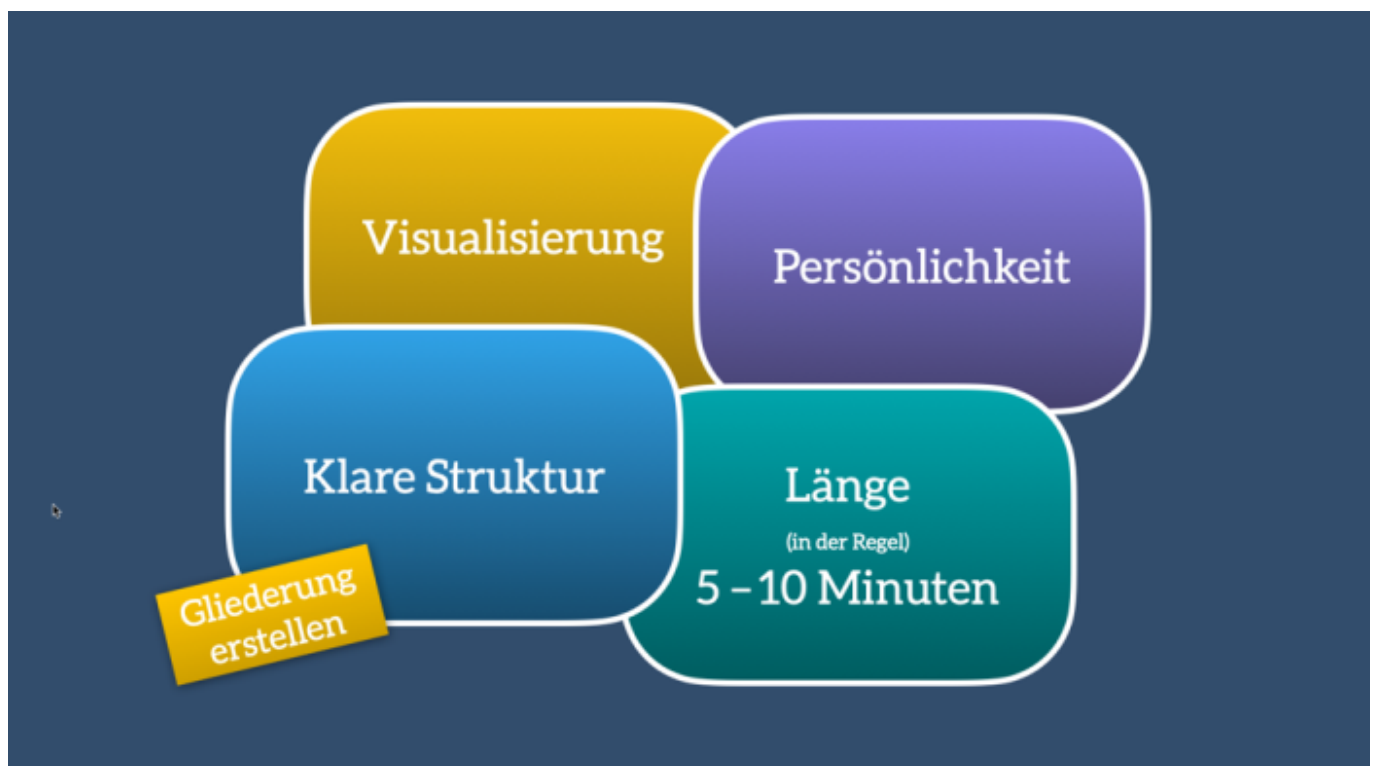 Visualisierung
Persönlichkeit
Klare Struktur
Gliederung
erstellen
Länge
(in der Regel)
5 – 10 Minuten